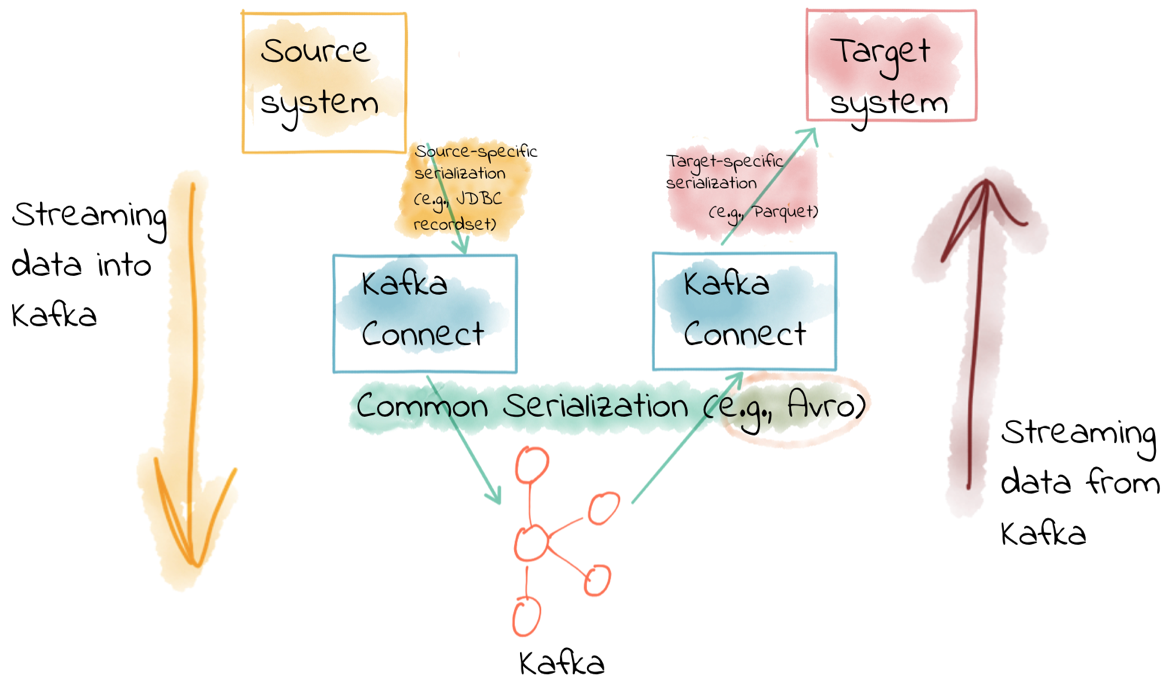 Source
system
Target
system
Source-specific
serialization
(e.g., JDBC
recordset)
Target-specific
serialization
(e.g., Parquet)
Streaming
data into
Kafka
Kafka
Connect
Kafka
Connect
Common Serialization (e.g., Avro)
Streaming
data from
Kafka
Kafka